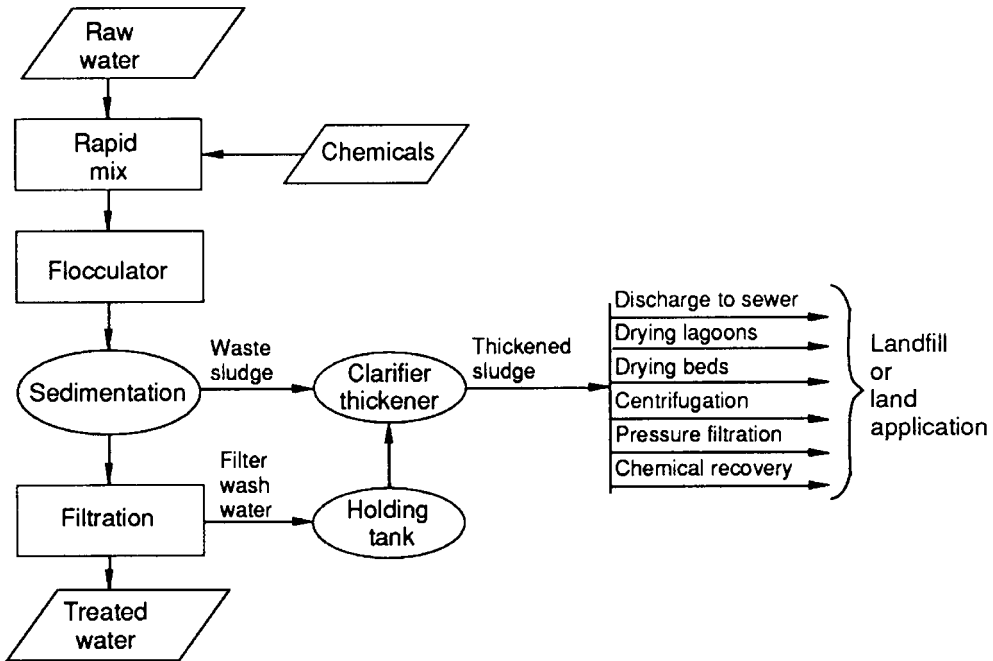 Raw
water
Rapid
mix
Chemicals
Flocculator
Sedimentation
Waste
sludge
Clarifier
thickener
Thickened
sludge
Discharge to sewer
Drying lagoons
Drying beds
Centrifugation
Pressure filtration
Chemical recovery
Landfill
or
land
application
Filtration
Filter
wash
water
Holding
tank
Treated
water